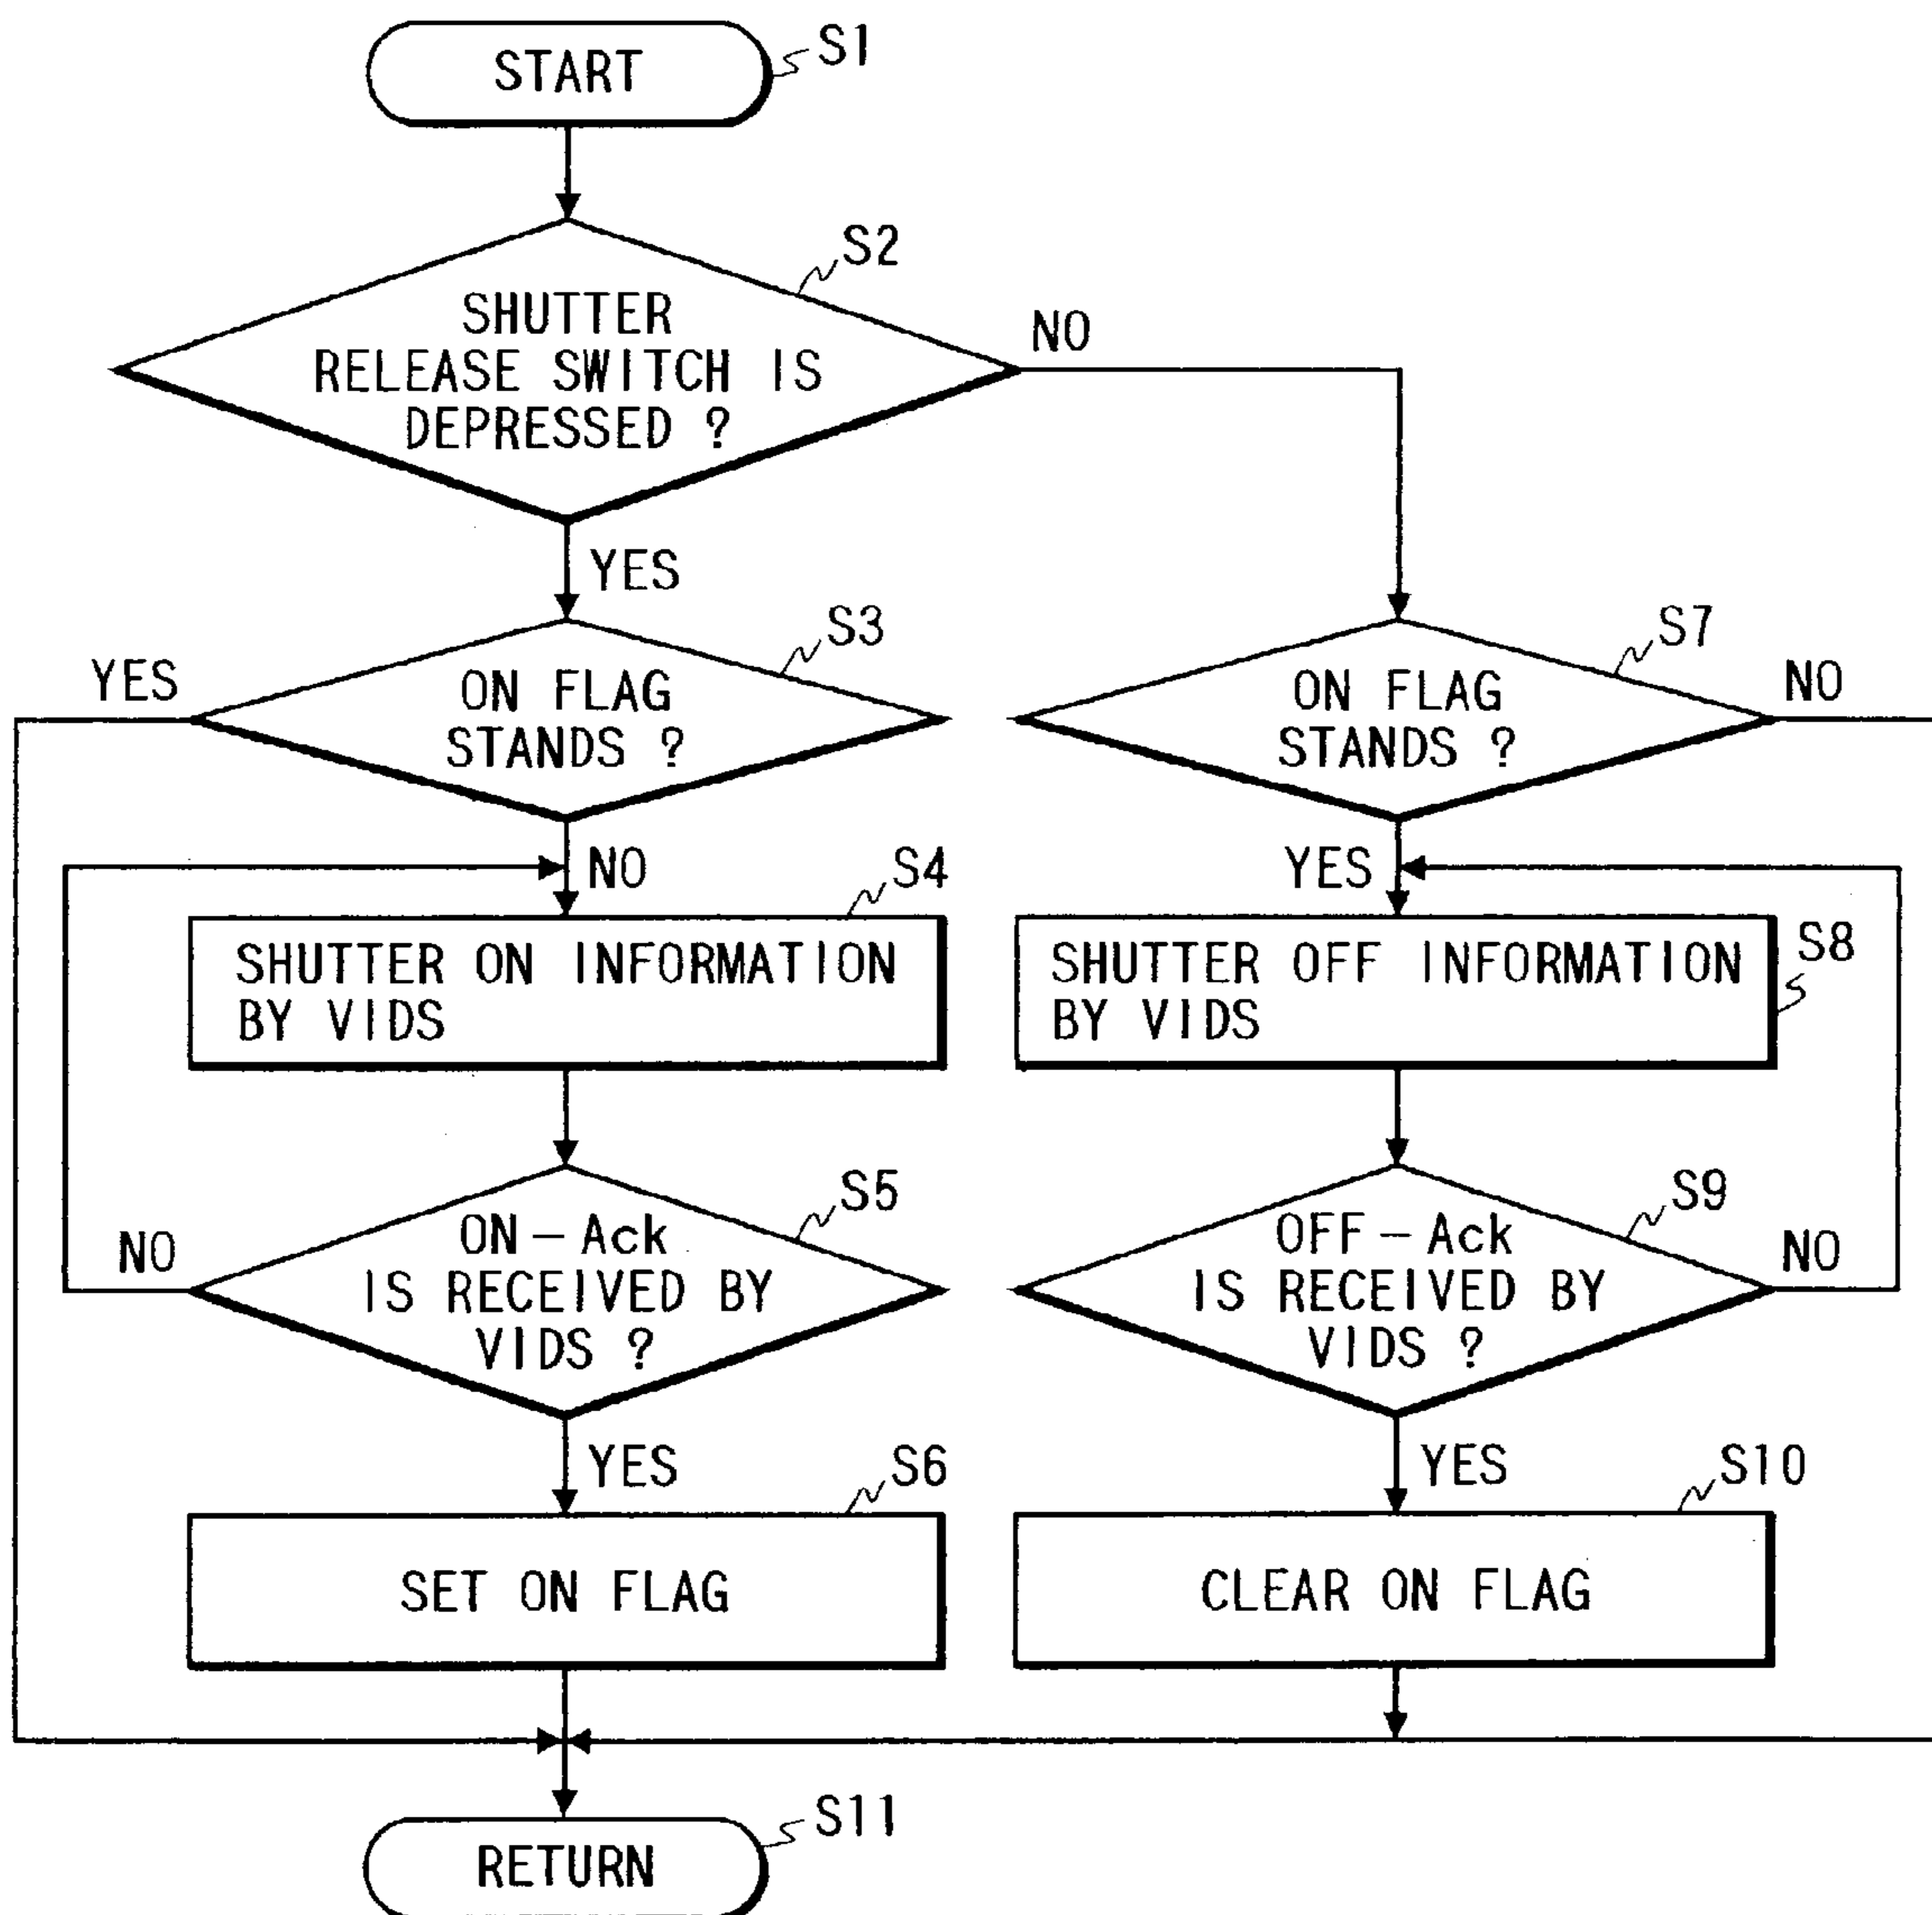 START
S1
S2
SHUTTER
RELEASE SWITCH IS
DEPRESSED ?
NO
YES
S3
YES
ON FLAG
STANDS ?
S7
NO
ON FLAG
STANDS ?
NO
S4
SHUTTER ON INFORMATION
BY VIDS
YES
S8
SHUTTER OFF INFORMATION
BY VIDS
S5
NO
ON-Ack
IS RECEIVED BY
VIDS ?
S9
NO
OFF-Ack
IS RECEIVED BY
VIDS ?
YES
S6
SET ON FLAG
YES
S10
CLEAR ON FLAG
S11
RETURN